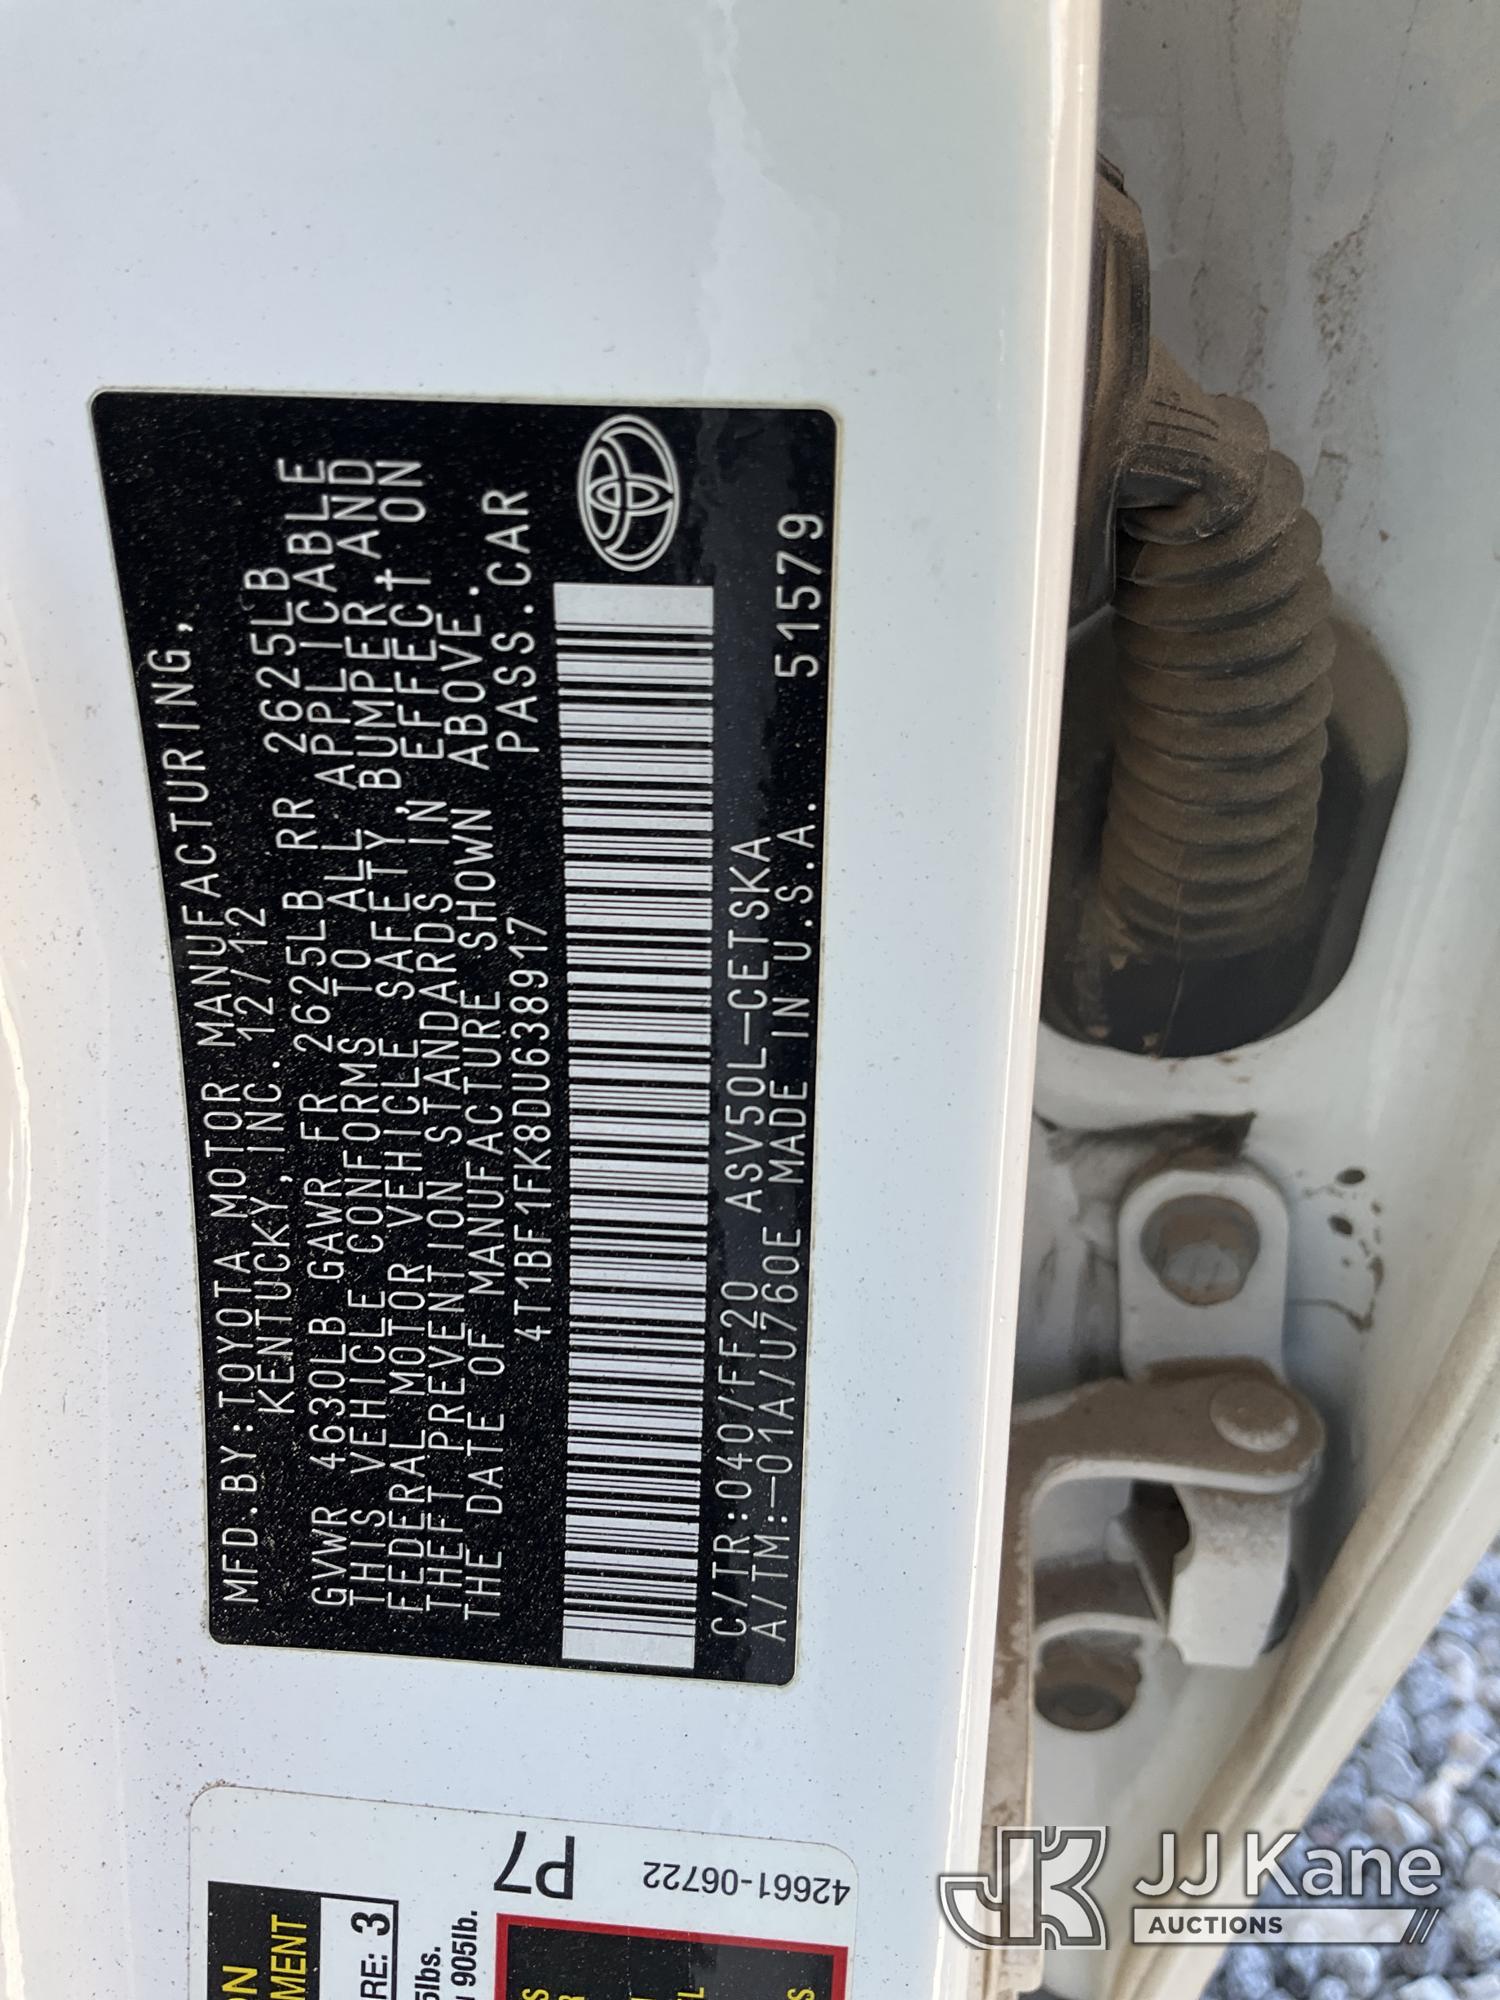 MFD.BY:TOYOTA MOTOR MANUFACTURING,
KENTUCKY,INC. 12/12
GVWR 4630LB GAWR FR 2625LB RR 2625LB
THIS VEHICLE CONFORMS TO ALL APPLICABLE
FEDERAL MOTOR VEHICLE SAFETY,BUMPER,AND
THEFT PREVENTION STANDARDS IN EFFECT ON
THE DATE OF MANUFACTURE SHOWN ABOVE.
4T1BF1FK8DU638917 PASS.CAR
C/TR:040/FF20 ASV50L-CETSKA
A/TM:-01A/U760E MADE IN U.S.A. 51579
P7
42661-06722
RE: 3
905lb.
JJ Kane
AUCTIONS